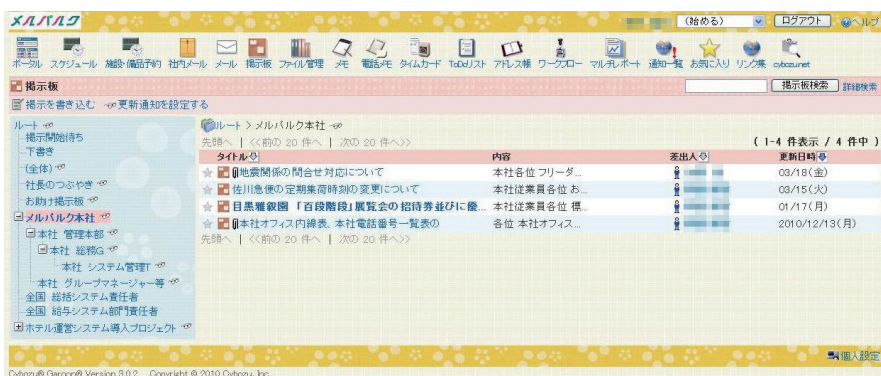 メルパルク
(始める) ログアウト ヘルプ
ポータル スケジュール 施設・備品予約 社内メール メール 掲示板 ファイル管理 メモ 電話メモ タイムカード ToDoリスト アドレス帳 ワークフロー マルチレポート 通知一覧 お気に入り リンク集 cybozu.net
掲示板 掲示板検索 詳細検索
掲示を書き込む 更新通知を設定する
ルート
掲示開始待ち
下書き
(全体)
社長のつぶやき
お助け掲示板
メルパルク本社
本社 管理本部
本社 総務G
本社 システム管理T
本社 グループマネージャー等
全国 総括システム責任者
全国 給与システム部門責任者
ホテル運営システム導入プロジェクト
ルート > メルパルク本社
先頭へ | <<前の 20 件へ | 次の 20 件へ>> ( 1-4 件表示 / 4 件中 )
タイトル 内容 差出人 更新日時
地震関係の問合せ対応について 本社各位 フリーダ... 03/18(金)
佐川急便の定期集荷時刻の変更について 本社従業員各位 お... 03/15(火)
目黒雅叙園 「百段階段」展覧会の招待券並びに優... 本社従業員各位 標... 01/17(月)
本社オフィス内線表、本社電話番号一覧表の 各位 本社オフィス... 2010/12/13(月)
先頭へ | <<前の 20 件へ | 次の 20 件へ>>
個人設定
Cybozu® Garoon® Version 3.0.2 Copyright © 2010 Cybozu, Inc.